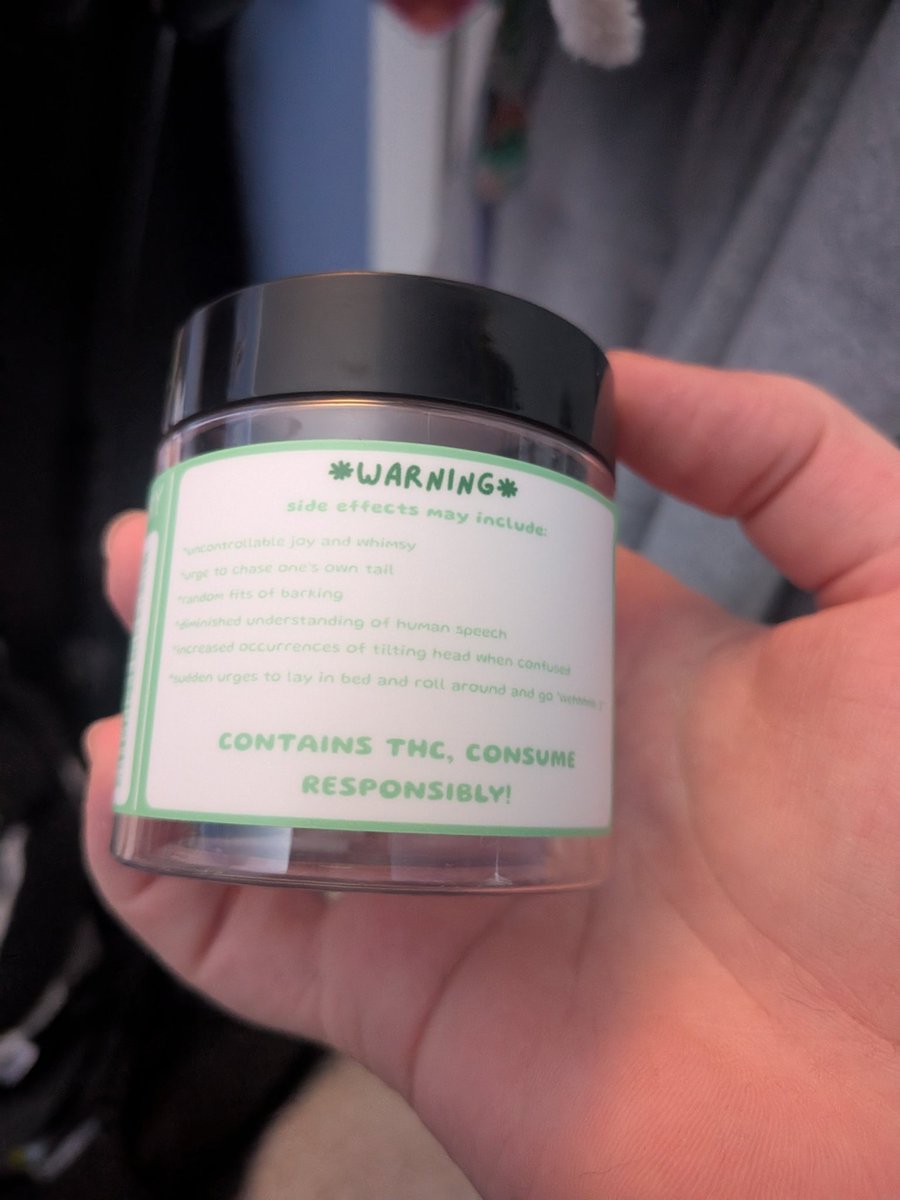 *WARNING*
side effects may include:
*uncontrollable joy and whimsy
*urge to chase one's own tail
*random fits of barking
*diminished understanding of human speech
*increased occurrences of tilting head when confused
*sudden urges to lay in bed and roll around and go
CONTAINS THC, CONSUME
RESPONSIBLY!